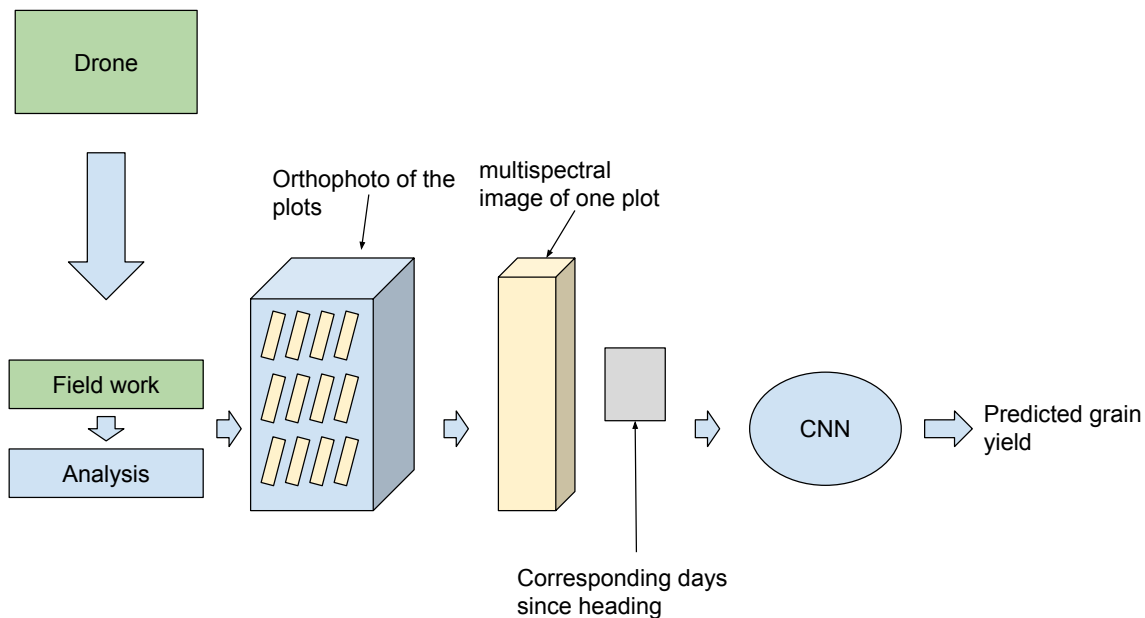 Drone
Orthophoto of the
plots
multispectral
image of one plot
Field work
Analysis
CNN
Predicted grain
yield
Corresponding days
since heading